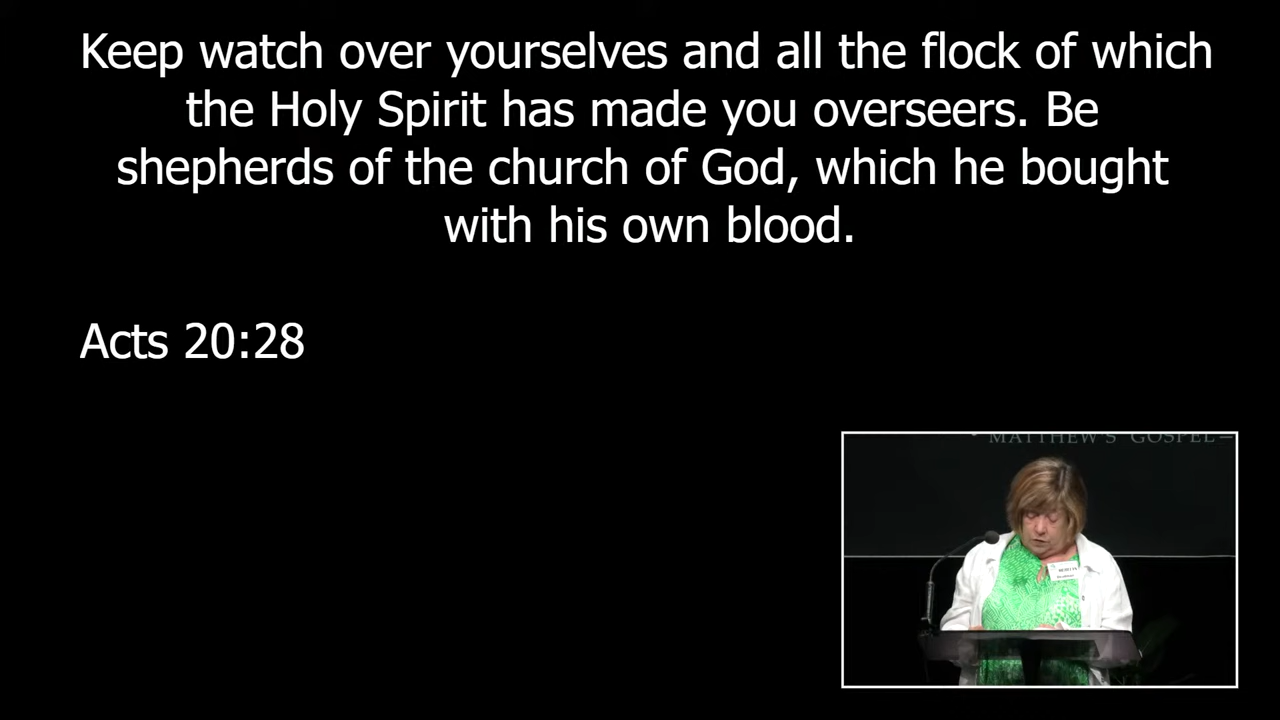 Keep watch over yourselves and all the flock of which
the Holy Spirit has made you overseers. Be
shepherds of the church of God, which he bought
with his own blood.
Acts 20:28
MATTHEW'S GOSPEL